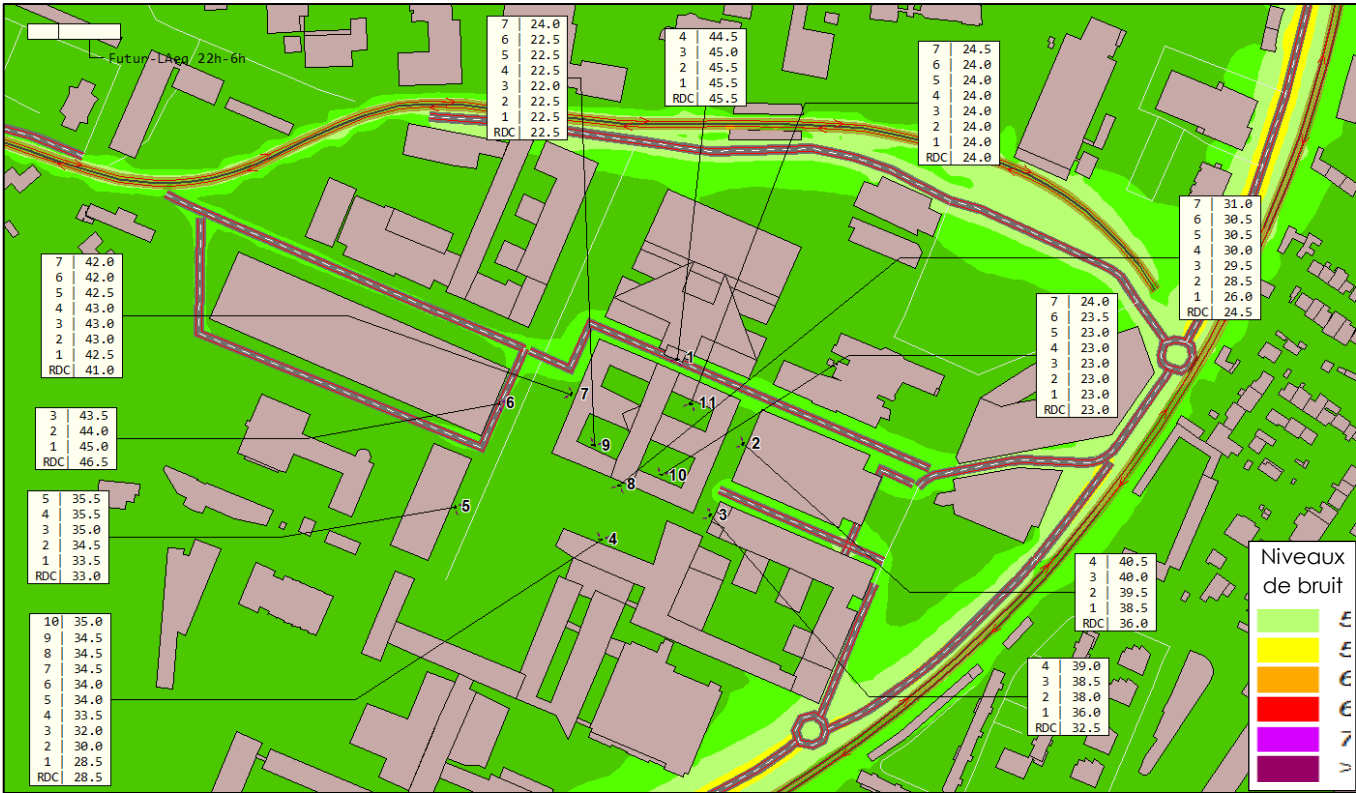 Futur-LAeq 22h-6h
7 | 24.0
6 | 22.5
5 | 22.5
4 | 22.5
3 | 22.0
2 | 22.5
1 | 22.5
RDC| 22.5
4 | 44.5
3 | 45.0
2 | 45.5
1 | 45.5
RDC| 45.5
7 | 24.5
6 | 24.0
5 | 24.0
4 | 24.0
3 | 24.0
2 | 24.0
1 | 24.0
RDC| 24.0
7 | 31.0
6 | 30.5
5 | 30.5
4 | 30.0
3 | 29.5
2 | 28.5
1 | 26.0
RDC| 24.5
7 | 42.0
6 | 42.0
5 | 42.5
4 | 43.0
3 | 43.0
2 | 43.0
1 | 42.5
RDC| 41.0
7 | 24.0
6 | 23.5
5 | 23.0
4 | 23.0
3 | 23.0
2 | 23.0
1 | 23.0
RDC| 23.0
1
7
6
11
9
2
10
8
5
3
4
3 | 43.5
2 | 44.0
1 | 45.0
RDC| 46.5
5 | 35.5
4 | 35.5
3 | 35.0
2 | 34.5
1 | 33.5
RDC| 33.0
10| 35.0
9 | 34.5
8 | 34.5
7 | 34.5
6 | 34.0
5 | 34.0
4 | 33.5
3 | 32.0
2 | 30.0
1 | 28.5
RDC| 28.5
4 | 40.5
3 | 40.0
2 | 39.5
1 | 38.5
RDC| 36.0
4 | 39.0
3 | 38.5
2 | 38.0
1 | 36.0
RDC| 32.5
Niveaux
de bruit